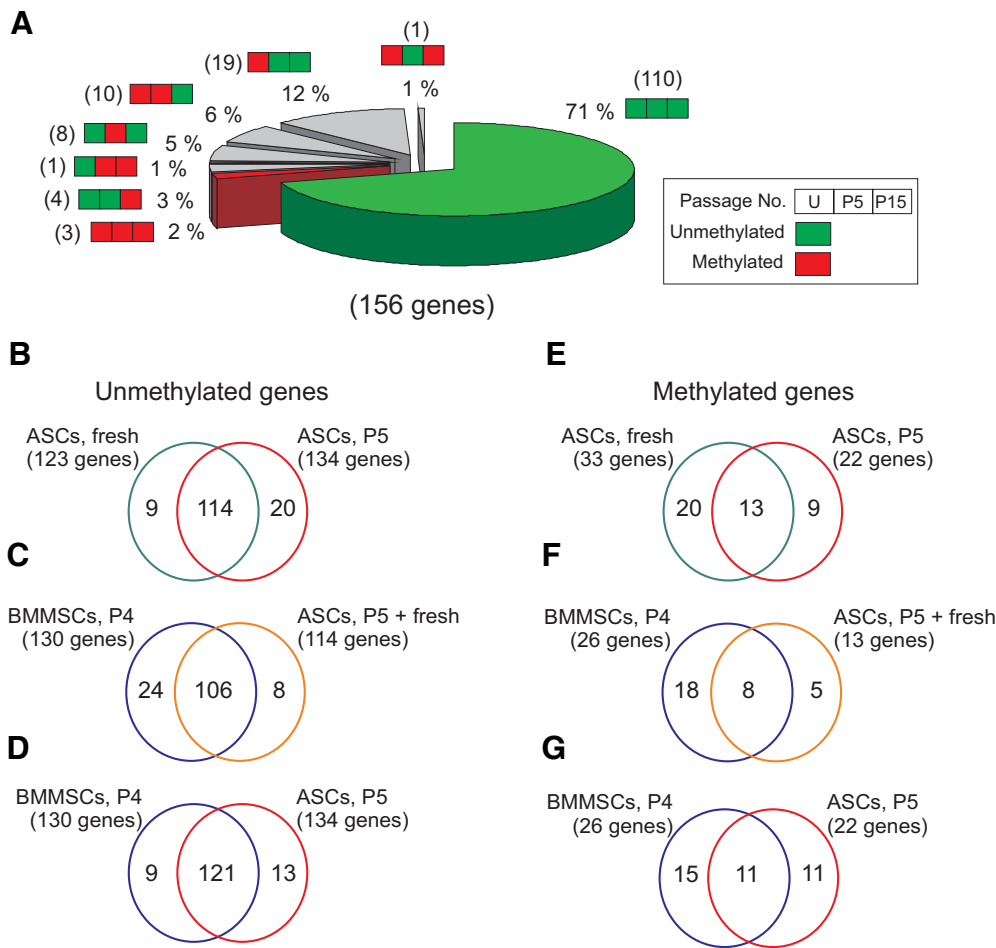 A
(1)
(19)
(10)
12 %
1 %
(110)
71 %
6 %
(8)
5 %
(1)
1 %
(4)
3 %
(3)
2 %
Passage No. U P5 P15
Unmethylated
Methylated
(156 genes)
B
Unmethylated genes
ASCs, fresh
(123 genes)
ASCs, P5
(134 genes)
9 114 20
C
BMMSCs, P4
(130 genes)
ASCs, P5 + fresh
(114 genes)
24 106 8
D
BMMSCs, P4
(130 genes)
ASCs, P5
(134 genes)
9 121 13
E
Methylated genes
ASCs, fresh
(33 genes)
ASCs, P5
(22 genes)
20 13 9
F
BMMSCs, P4
(26 genes)
ASCs, P5 + fresh
(13 genes)
18 8 5
G
BMMSCs, P4
(26 genes)
ASCs, P5
(22 genes)
15 11 11